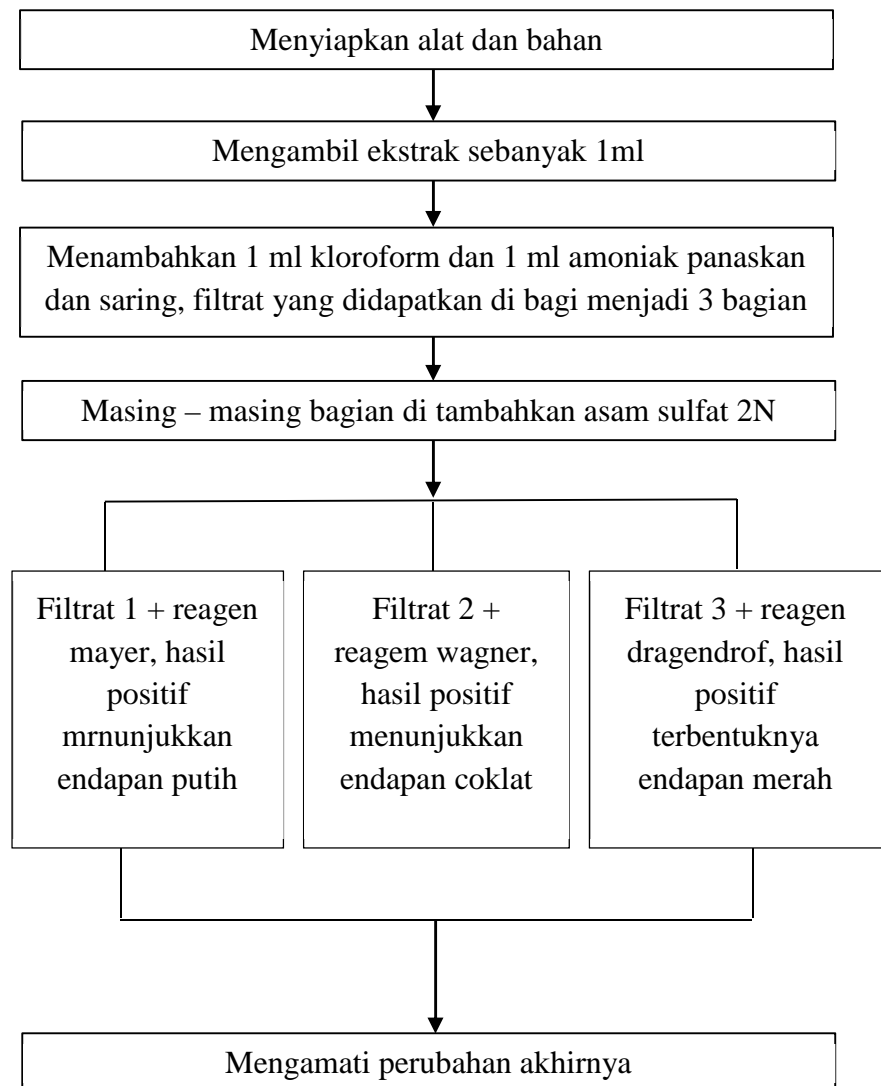 Menyiapkan alat dan bahan
Mengambil ekstrak sebanyak 1ml
Menambahkan 1 ml kloroform dan 1 ml amoniak panaskan
dan saring, filtrat yang didapatkan di bagi menjadi 3 bagian
Masing – masing bagian di tambahkan asam sulfat 2N
Filtrat 1 + reagen
mayer, hasil
positif
mrnunjukkan
endapan putih
Filtrat 2 +
reagem wagner,
hasil positif
menunjukkan
endapan coklat
Filtrat 3 + reagen
dragendrof, hasil
positif
terbentuknya
endapan merah
Mengamati perubahan akhirnya